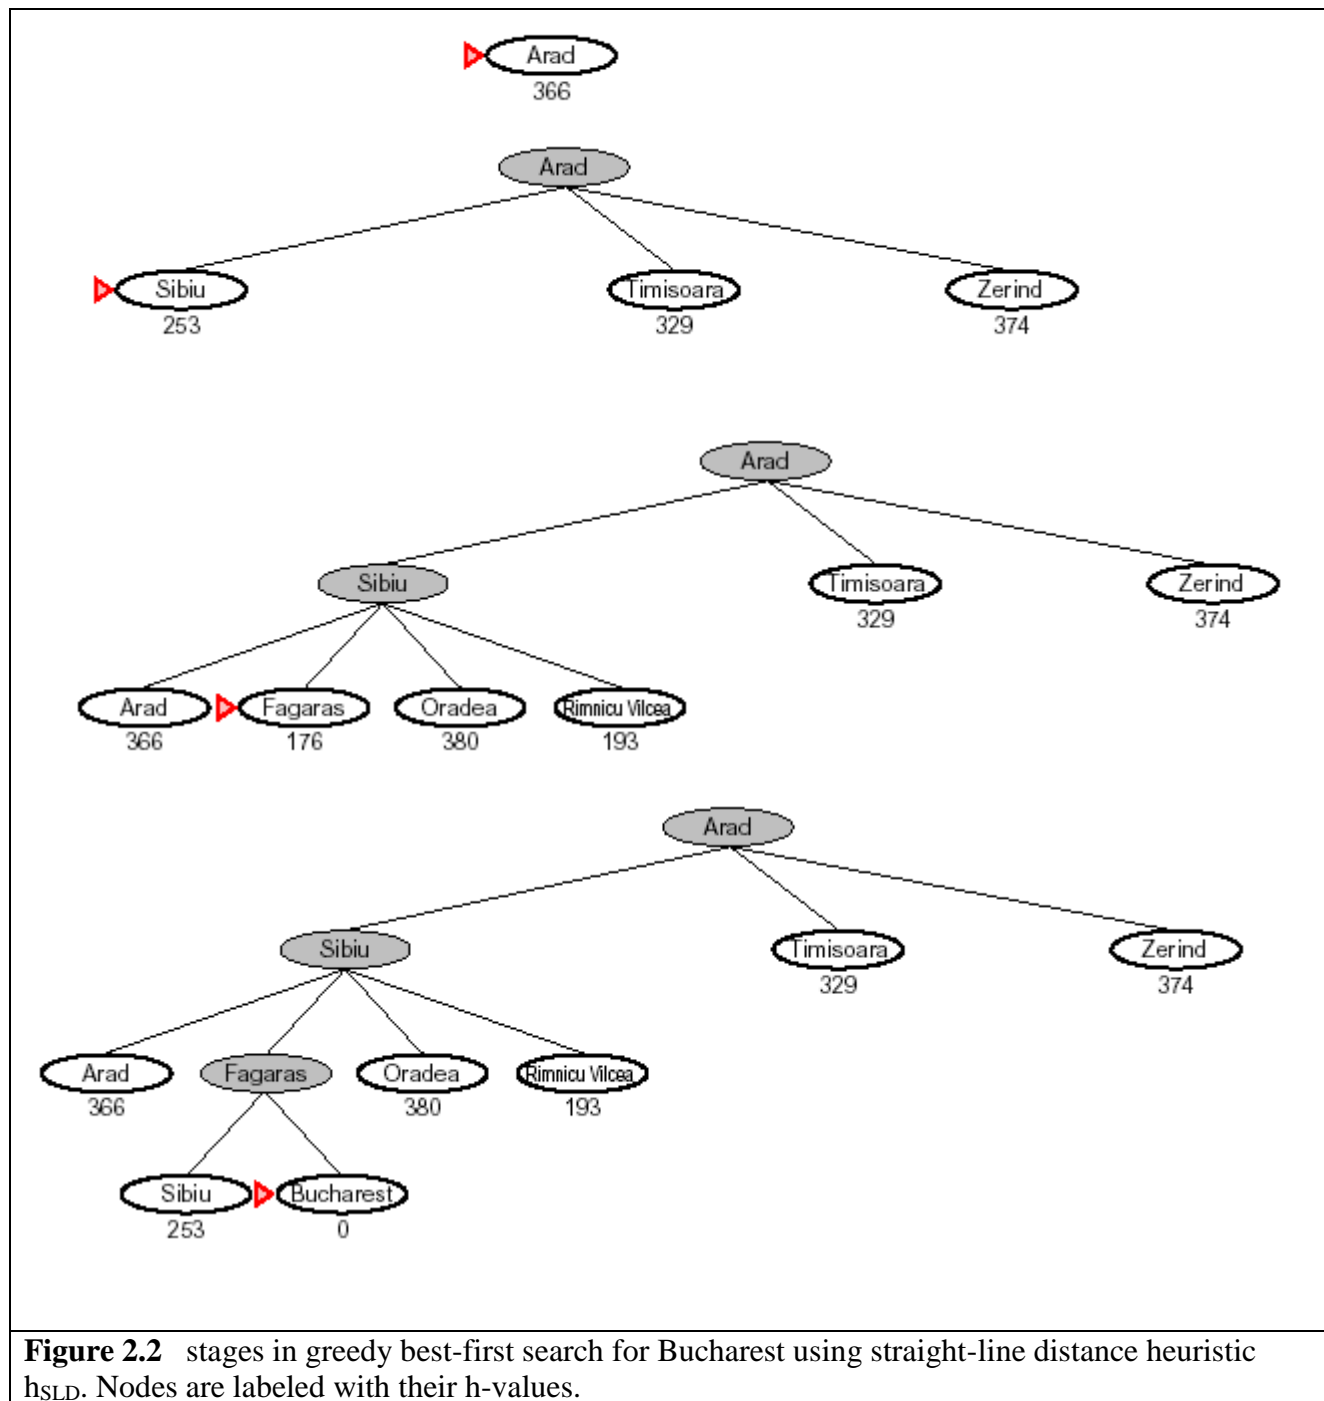 Arad
366
Arad
Sibiu Timisoara Zerind
253 329 374
Arad
Sibiu Timisoara Zerind
329 374
Arad Fagaras Oradea Rimnicu Vilcea
366 176 380 193
Arad
Sibiu Timisoara Zerind
329 374
Arad Fagaras Oradea Rimnicu Vilcea
366 380 193
Sibiu Bucharest
253 0
Figure 2.2 stages in greedy best-first search for Bucharest using straight-line distance heuristic
hSLD. Nodes are labeled with their h-values.